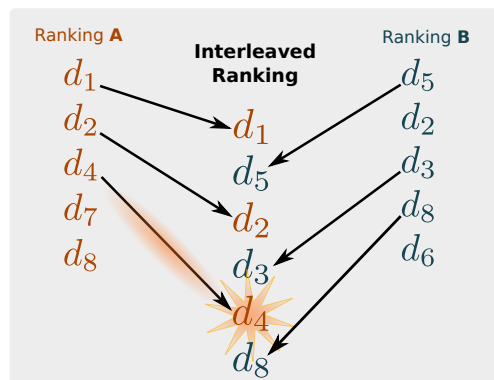 Ranking A
d1
d2
d4
d7
d8
Interleaved
Ranking
d1
d5
d2
d3
d4
d8
Ranking B
d5
d2
d3
d8
d6